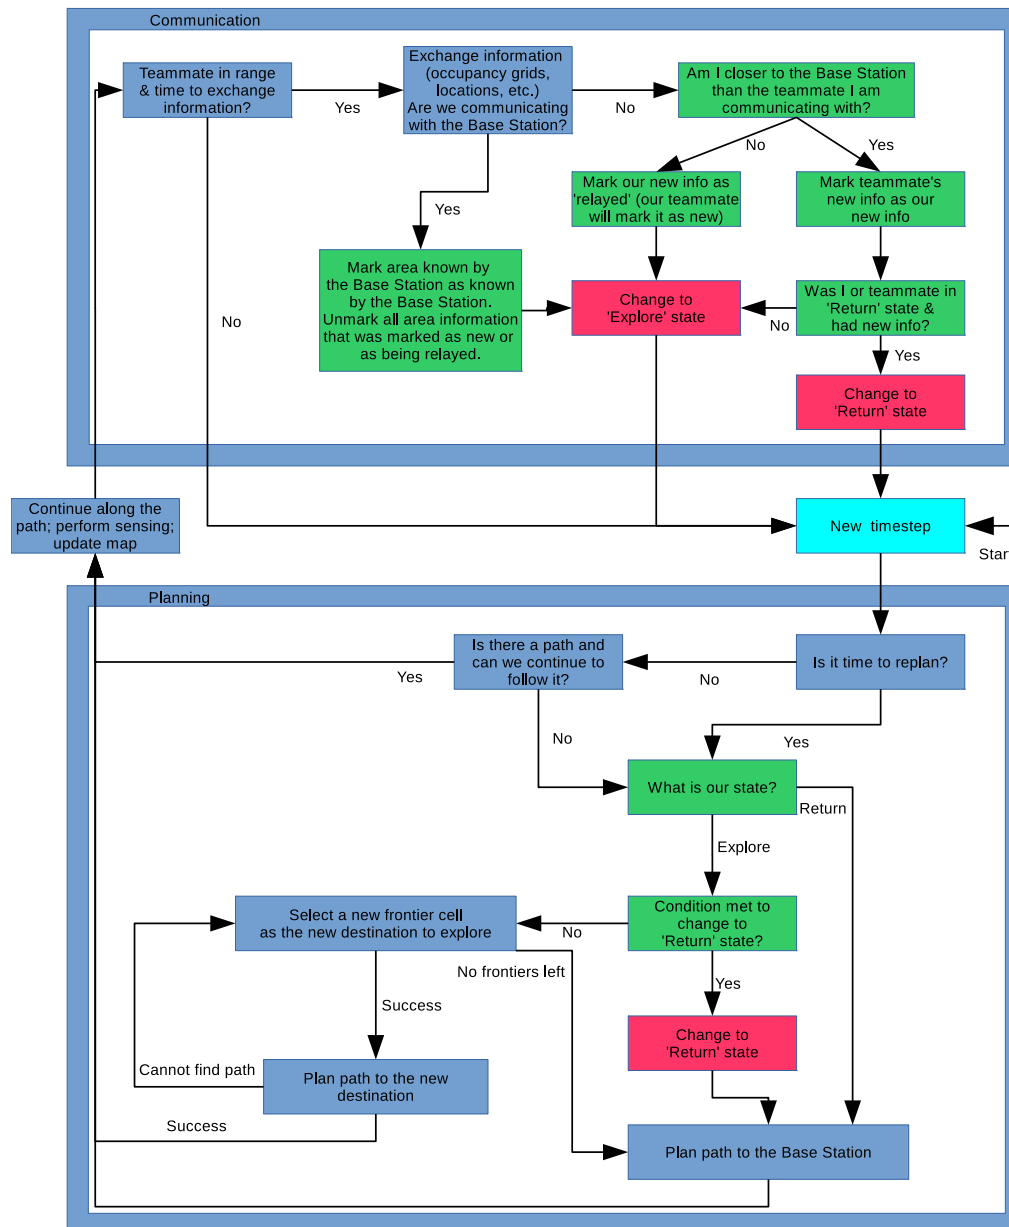 Communication
Teammate in range
& time to exchange
information?
Yes
Exchange information
(occupancy grids,
locations, etc.)
Are we communicating
with the Base Station?
No
Am I closer to the Base Station
than the teammate I am
communicating with?
No
Yes
Mark our new info as
'relayed' (our teammate
will mark it as new)
Mark teammate's
new info as our
new info
Yes
Mark area known by
the Base Station as known
by the Base Station.
Unmark all area information
that was marked as new or
as being relayed.
Change to
'Explore' state
No
Was I or teammate in
'Return' state &
had new info?
No
Yes
Change to
'Return' state
Continue along the
path; perform sensing;
update map
New timestep
Start
Planning
Is there a path and
can we continue to
follow it?
Is it time to replan?
Yes
No
No
Yes
What is our state?
Return
Explore
Select a new frontier cell
as the new destination to explore
No
Condition met to
change to
'Return' state?
No frontiers left
Yes
Success
Change to
'Return' state
Cannot find path
Plan path to the new
destination
Success
Plan path to the Base Station